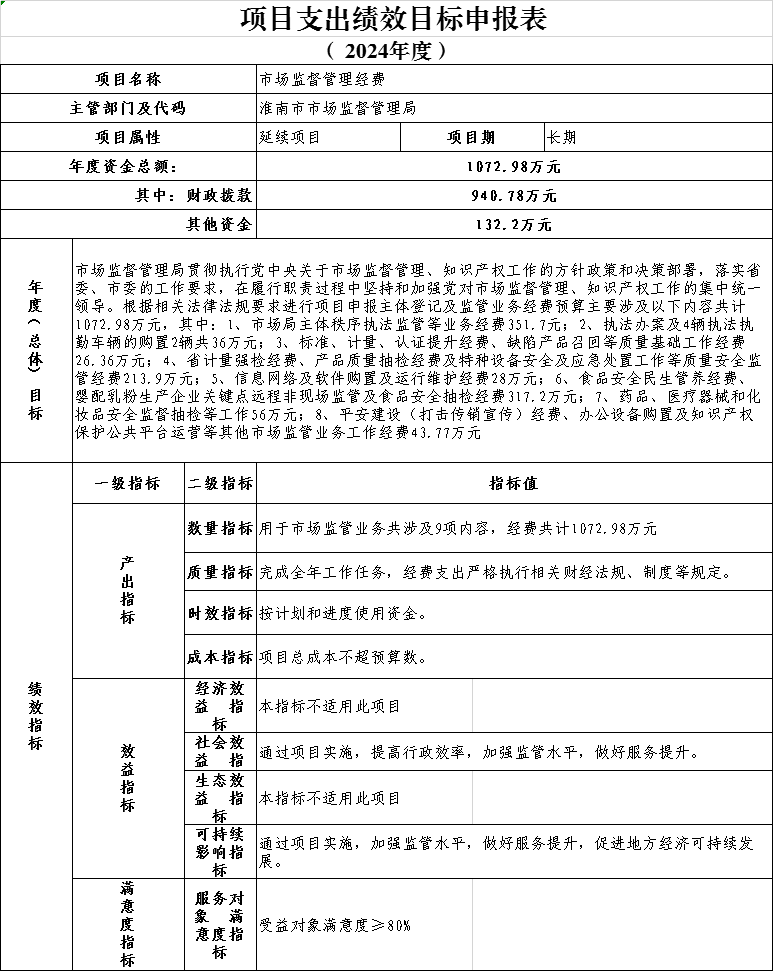 项目支出绩效目标申报表
（ 2024年度 ）
项目名称 市场监督管理经费
主管部门及代码 淮南市市场监督管理局
项目属性 延续项目 项目期 长期
年度资金总额： 1072.98万元
其中：财政拨款 940.78万元
其他资金 132.2万元
年度（总体）目标
市场监督管理局贯彻执行党中央关于市场监督管理、知识产权工作的方针政策和决策部署，落实省
委、市委的工作要求，在履行职责过程中坚持和加强党对市场监督管理、知识产权工作的集中统一
领导。根据相关法律法规要求进行项目申报主体登记及监管业务经费预算主要涉及以下内容共计
1072.98万元，其中：1、市场局主体秩序执法监管等业务经费351.7元；2、执法办案及4辆执法执
勤车辆的购置2辆共36万元；3、标准、计量、认证提升经费、缺陷产品召回等质量基础工作经费
26.36万元；4、省计量强检经费、产品质量抽检经费及特种设备安全及应急处置工作等质量安全监
管经费213.9万元；5、信息网络及软件购置及运行维护经费28万元；6、食品安全民生管养经费、
婴配乳粉生产企业关键点远程非现场监管及食品安全抽检经费317.2万元；7、药品、医疗器械和化
妆品安全监督抽检等工作56万元；8、平安建设（打击传销宣传）经费、办公设备购置及知识产权
保护公共平台运营等其他市场监管业务工作经费43.77万元
绩效指标
一级指标 二级指标 指标值
产出指标
数量指标 用于市场监管业务共涉及9项内容，经费共计1072.98万元
质量指标 完成全年工作任务，经费支出严格执行相关财经法规、制度等规定。
时效指标 按计划和进度使用资金。
成本指标 项目总成本不超预算数。
效益指标
经济效
益 指
标
本指标不适用此项目
社会效
益 指
通过项目实施，提高行政效率，加强监管水平，做好服务提升。
生态效
益 指
标
本指标不适用此项目
可持续
影响指
标
通过项目实施，加强监管水平，做好服务提升，促进地方经济可持续发
展。
满意度指标
服务对
象 满
意度指
标
受益对象满意度≥80%